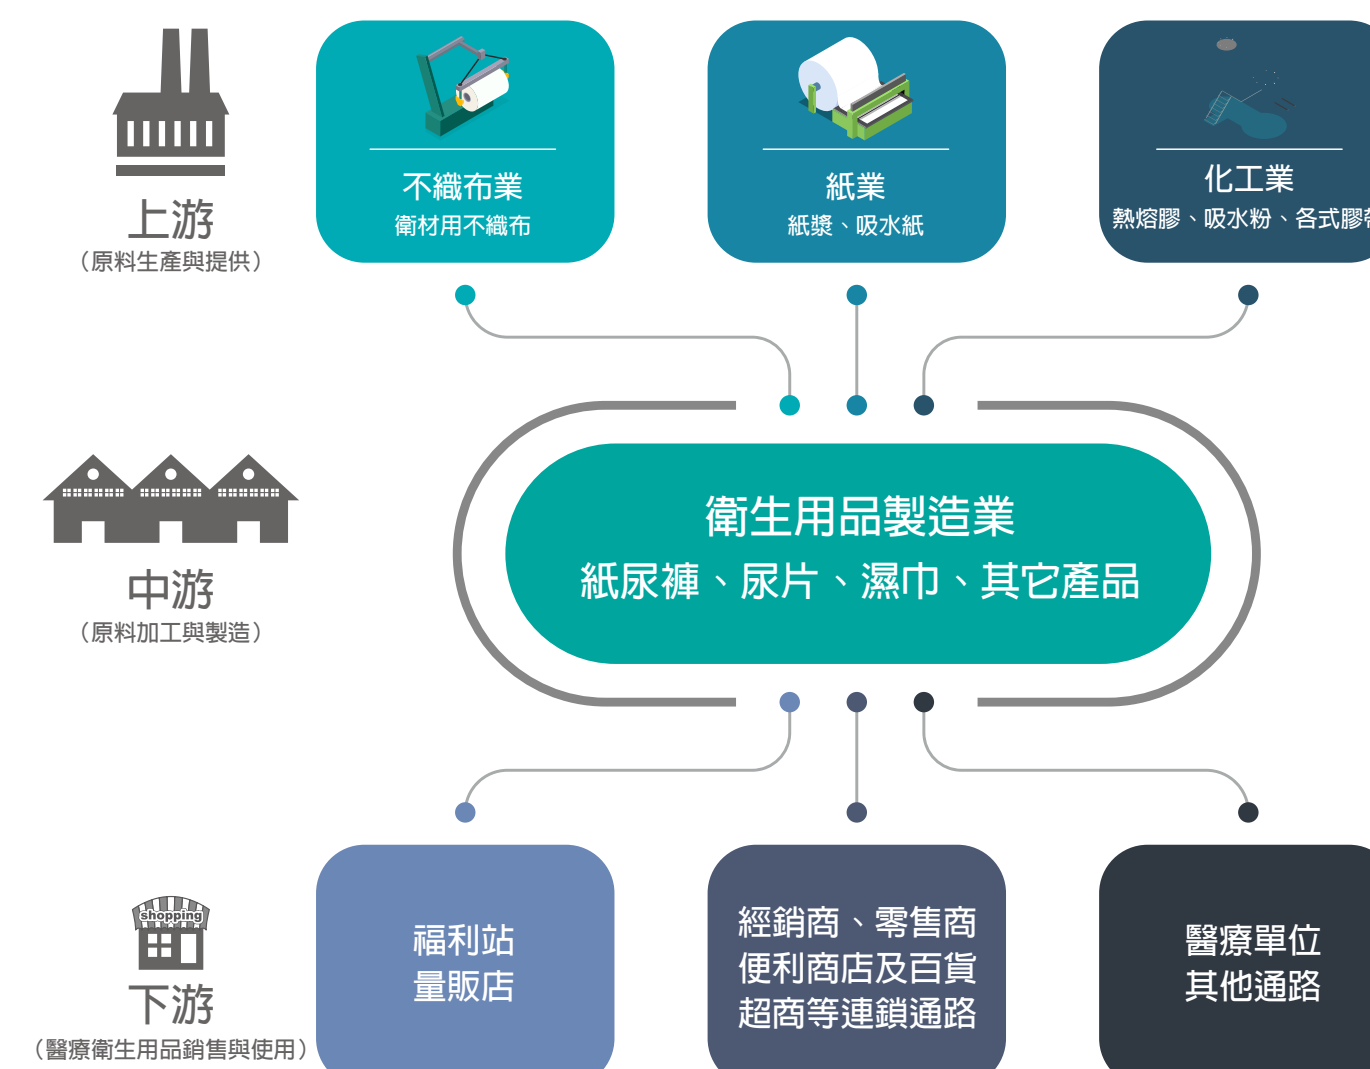 上游
（原料生產與提供）
不織布業
衛材用不織布
紙業
紙漿、吸水紙
化工業
熱熔膠、吸水粉、各式膠帶
中游
（原料加工與製造）
衛生用品製造業
紙尿褲、尿片、濕巾、其它產品
shopping
下游
（醫療衛生用品銷售與使用）
福利站
量販店
經銷商、零售商
便利商店及百貨
超商等連鎖通路
醫療單位
其他通路